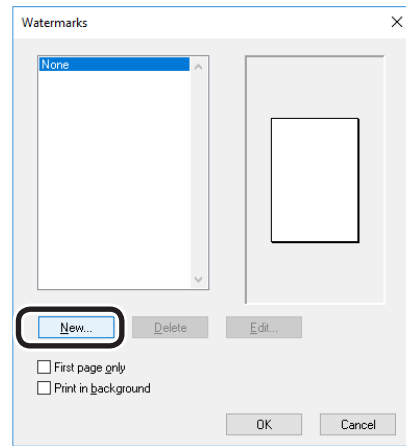 Watermarks
None
New... Delete Edit...
First page only
Print in background
OK Cancel